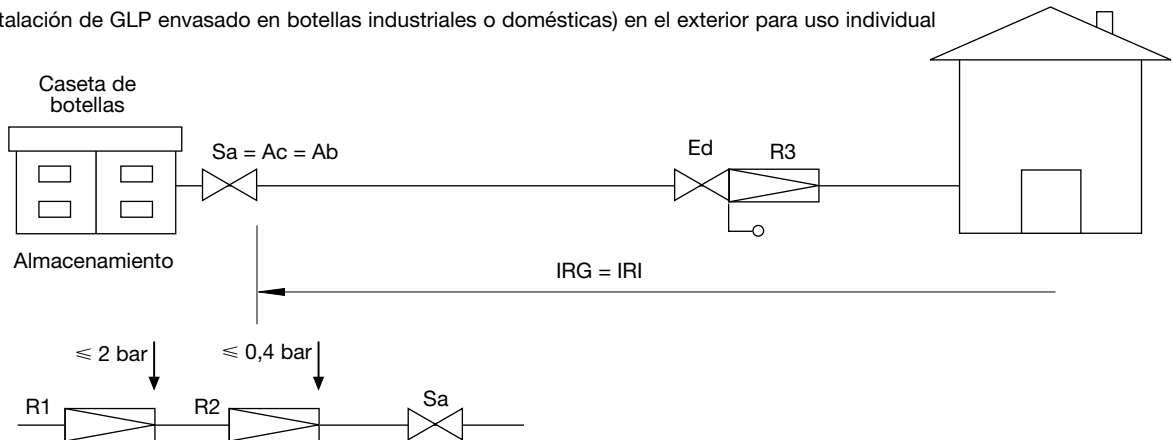 talación de GLP envasado en botellas industriales o domésticas) en el exterior para uso individual
Caseta de
botellas
Sa = Ac = Ab
Ed
R3
Almacenamiento
IRG = IRI
≤ 2 bar
≤ 0,4 bar
R1
R2
Sa